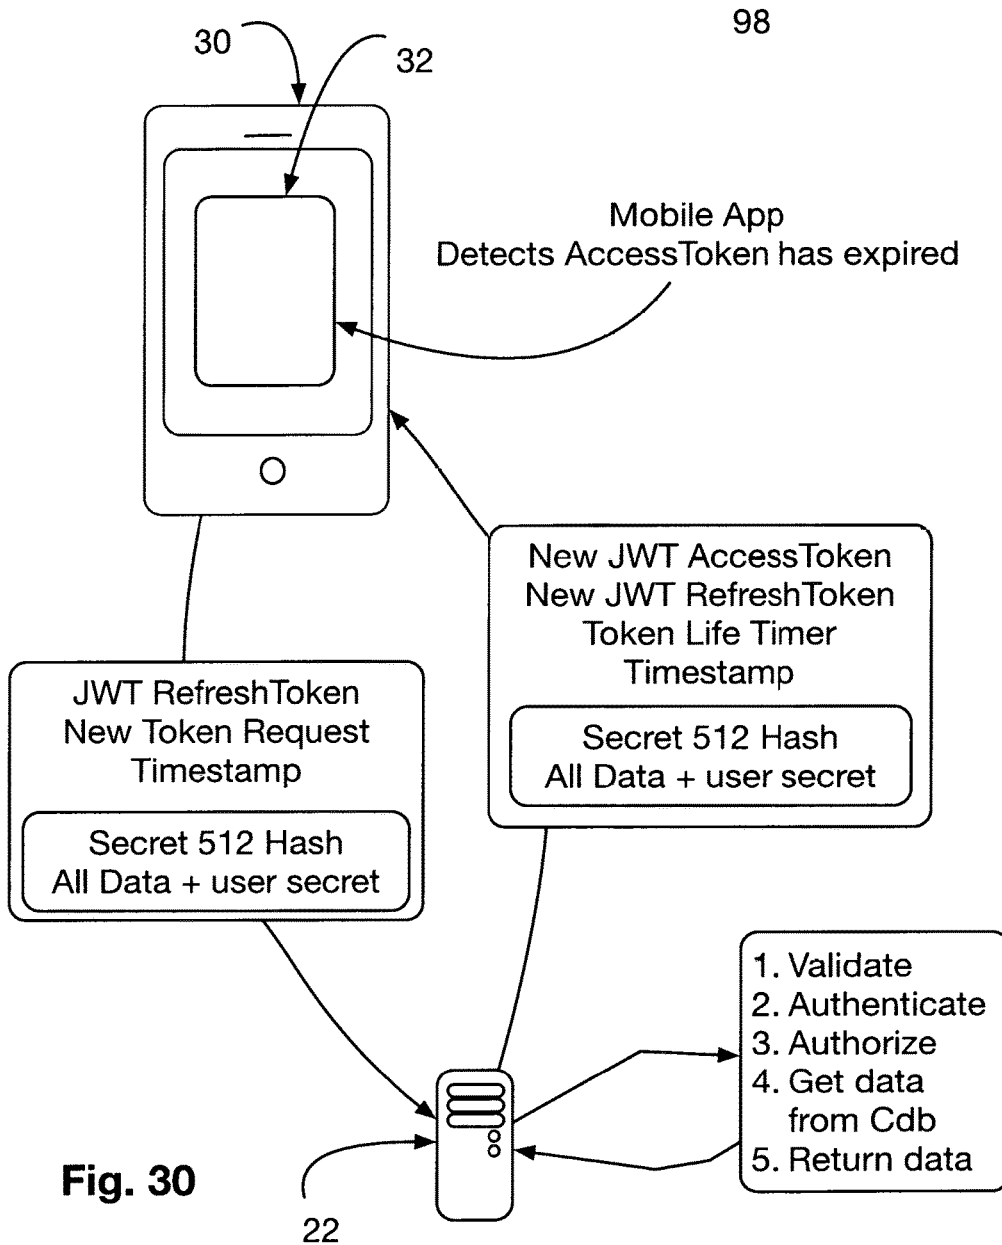 98
30
32
Mobile App
Detects AccessToken has expired
New JWT AccessToken
New JWT RefreshToken
Token Life Timer
Timestamp
Secret 512 Hash
All Data + user secret
JWT RefreshToken
New Token Request
Timestamp
Secret 512 Hash
All Data + user secret
1. Validate
2. Authenticate
3. Authorize
4. Get data
from Cdb
5. Return data
Fig. 30
22